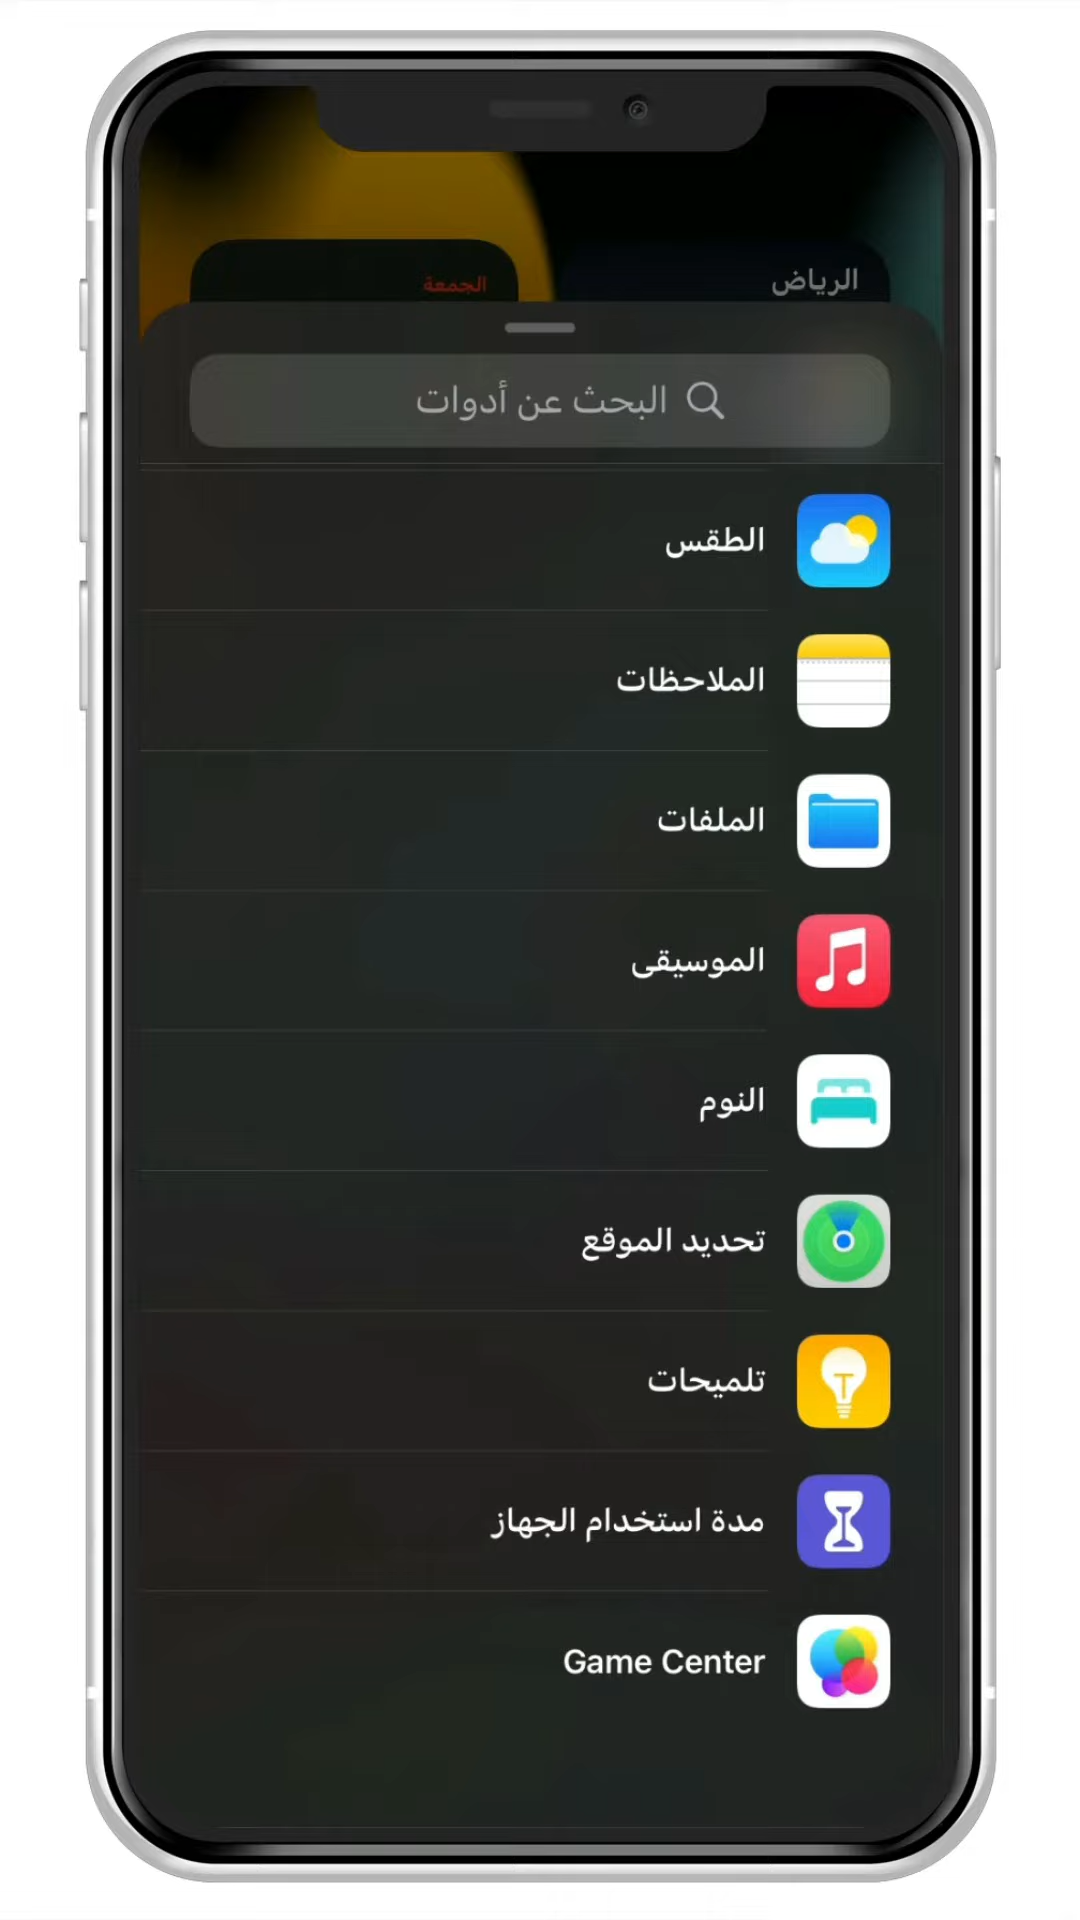 الرياض
الجمعة
البحث عن أدوات
الطقس
الملاحظات
الملفات
الموسيقى
النوم
تحديد الموقع
تلميحات
مدة استخدام الجهاز
Game Center